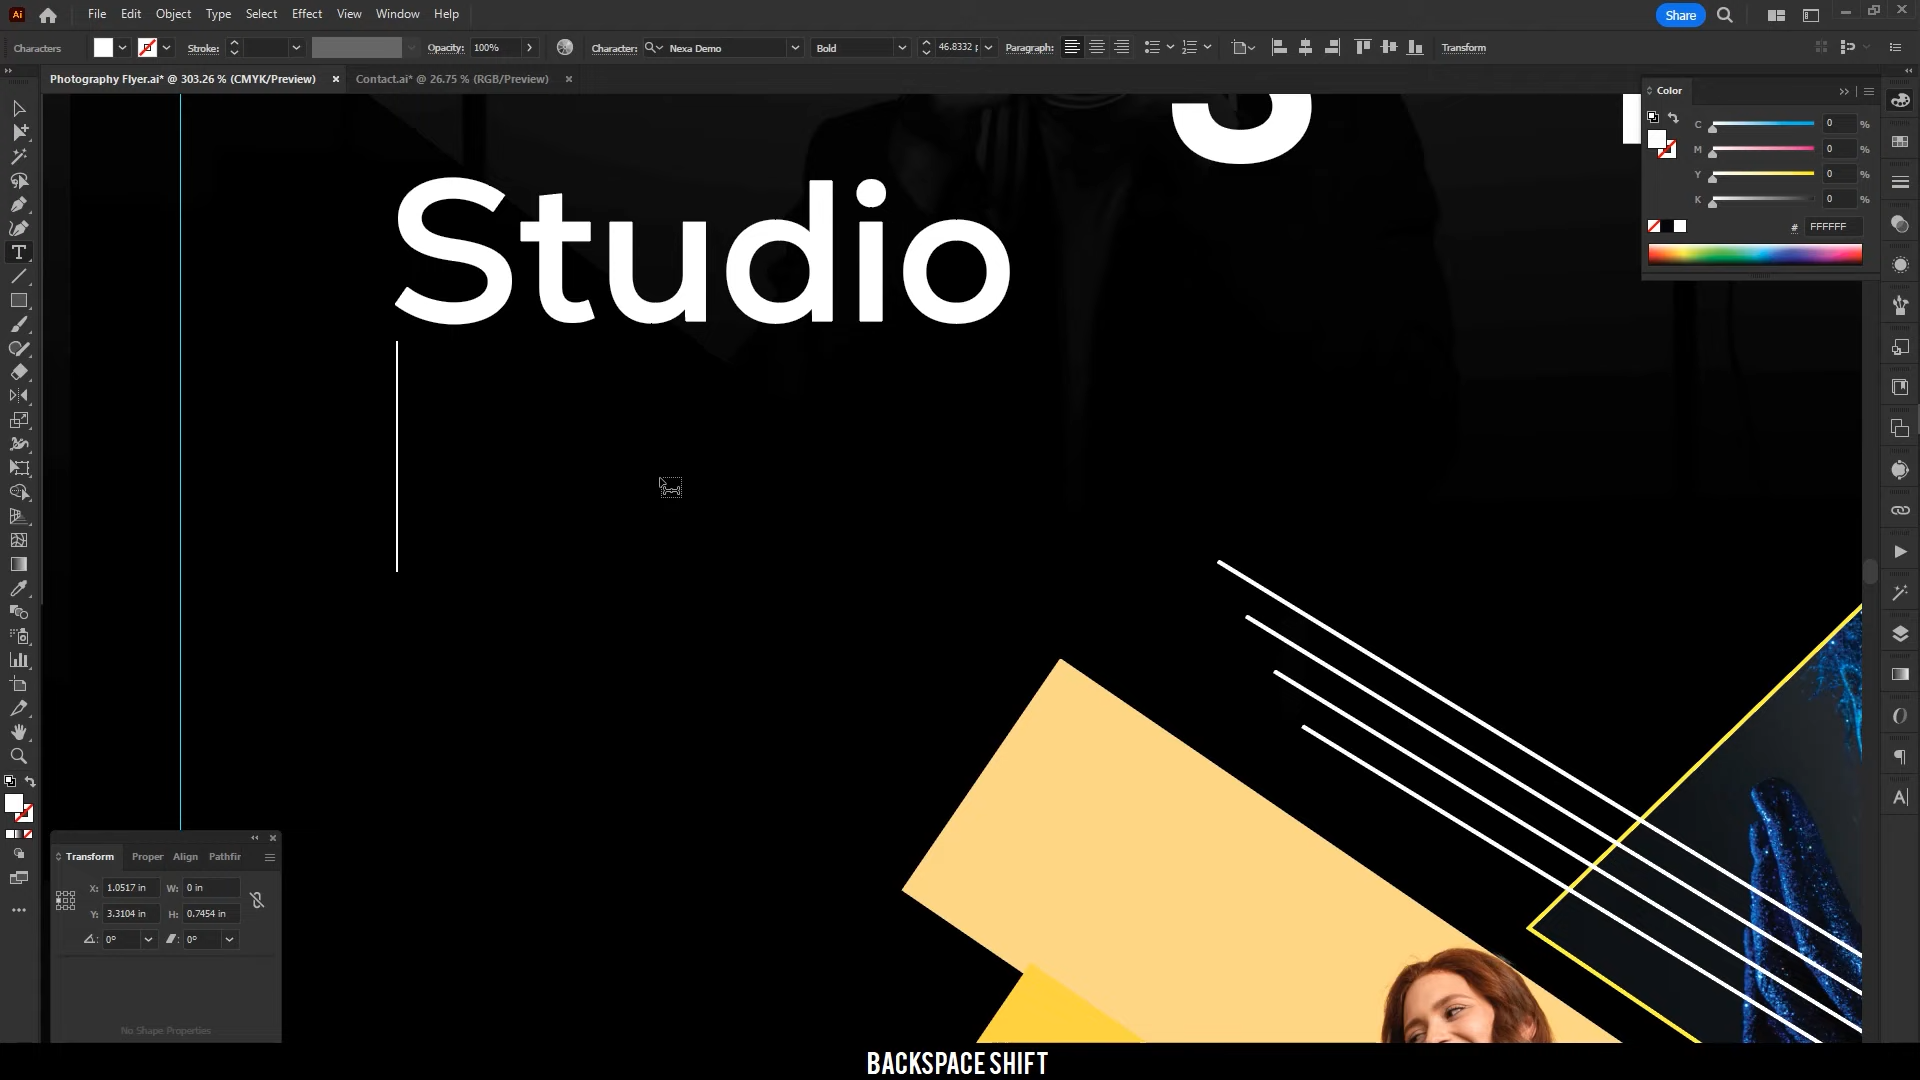 Ai
File Edit Object Type Select Effect View Window Help
Share
Characters
Stroke:
Opacity: 100%
Character: Nexa Demo
Bold
46.8332 p
Paragraph:
Transform
Photography Flyer.ai* @ 303.26 % (CMYK/Preview) ×
Contact.ai* @ 26.75 % (RGB/Preview) ×
Color
C 0 %
M 0 %
Y 0 %
K 0 %
# FFFFFF
Studio
Transform Proper Align Pathfir
X: 1.0517 in W: 0 in
Y: 3.3104 in H: 0.7454 in
0° 0°
No Shape Properties
BACKSPACE SHIFT